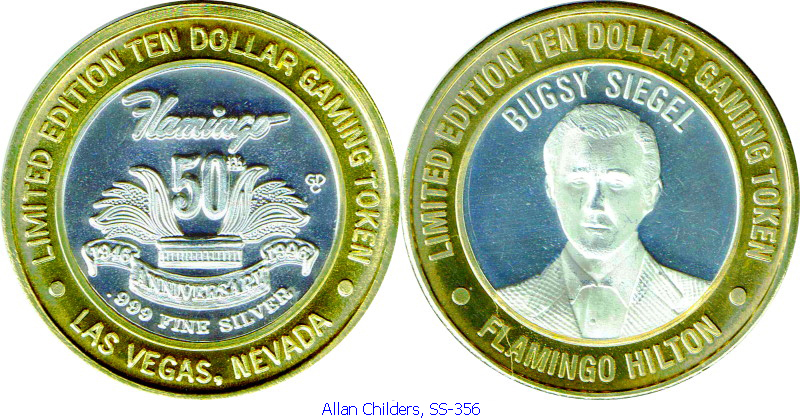 LIMITED EDITION TEN DOLLAR GAMING TOKEN
Flamingo
50th
1946 1996
ANNIVERSARY
.999 FINE SILVER
LAS VEGAS, NEVADA
LIMITED EDITION TEN DOLLAR GAMING TOKEN
BUGSY SIEGEL
FLAMINGO HILTON
Allan Childers, SS-356